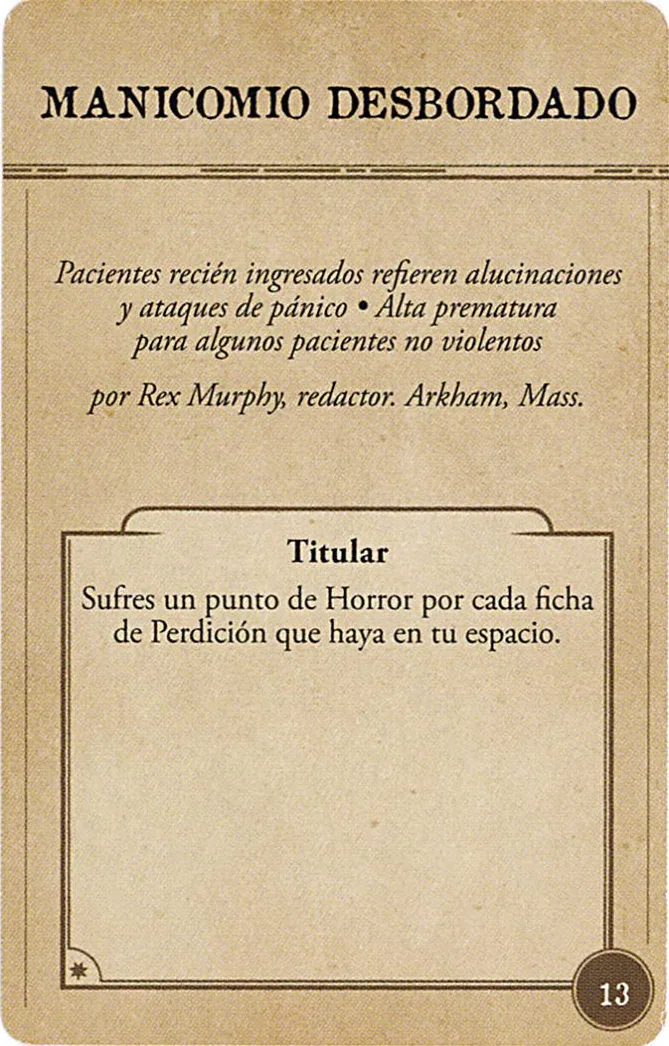 MANICOMIO DESBORDADO
Pacientes recién ingresados refieren alucinaciones
y ataques de pánico • Alta prematura
para algunos pacientes no violentos
por Rex Murphy, redactor. Arkham, Mass.
Titular
Sufres un punto de Horror por cada ficha
de Perdición que haya en tu espacio.
13